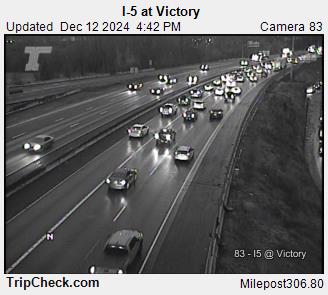 I-5 at Victory
Updated Dec 12 2024 4:42 PM Camera 83
T
N
83 - I5 @ Victory
TripCheck.com Milepost306.80